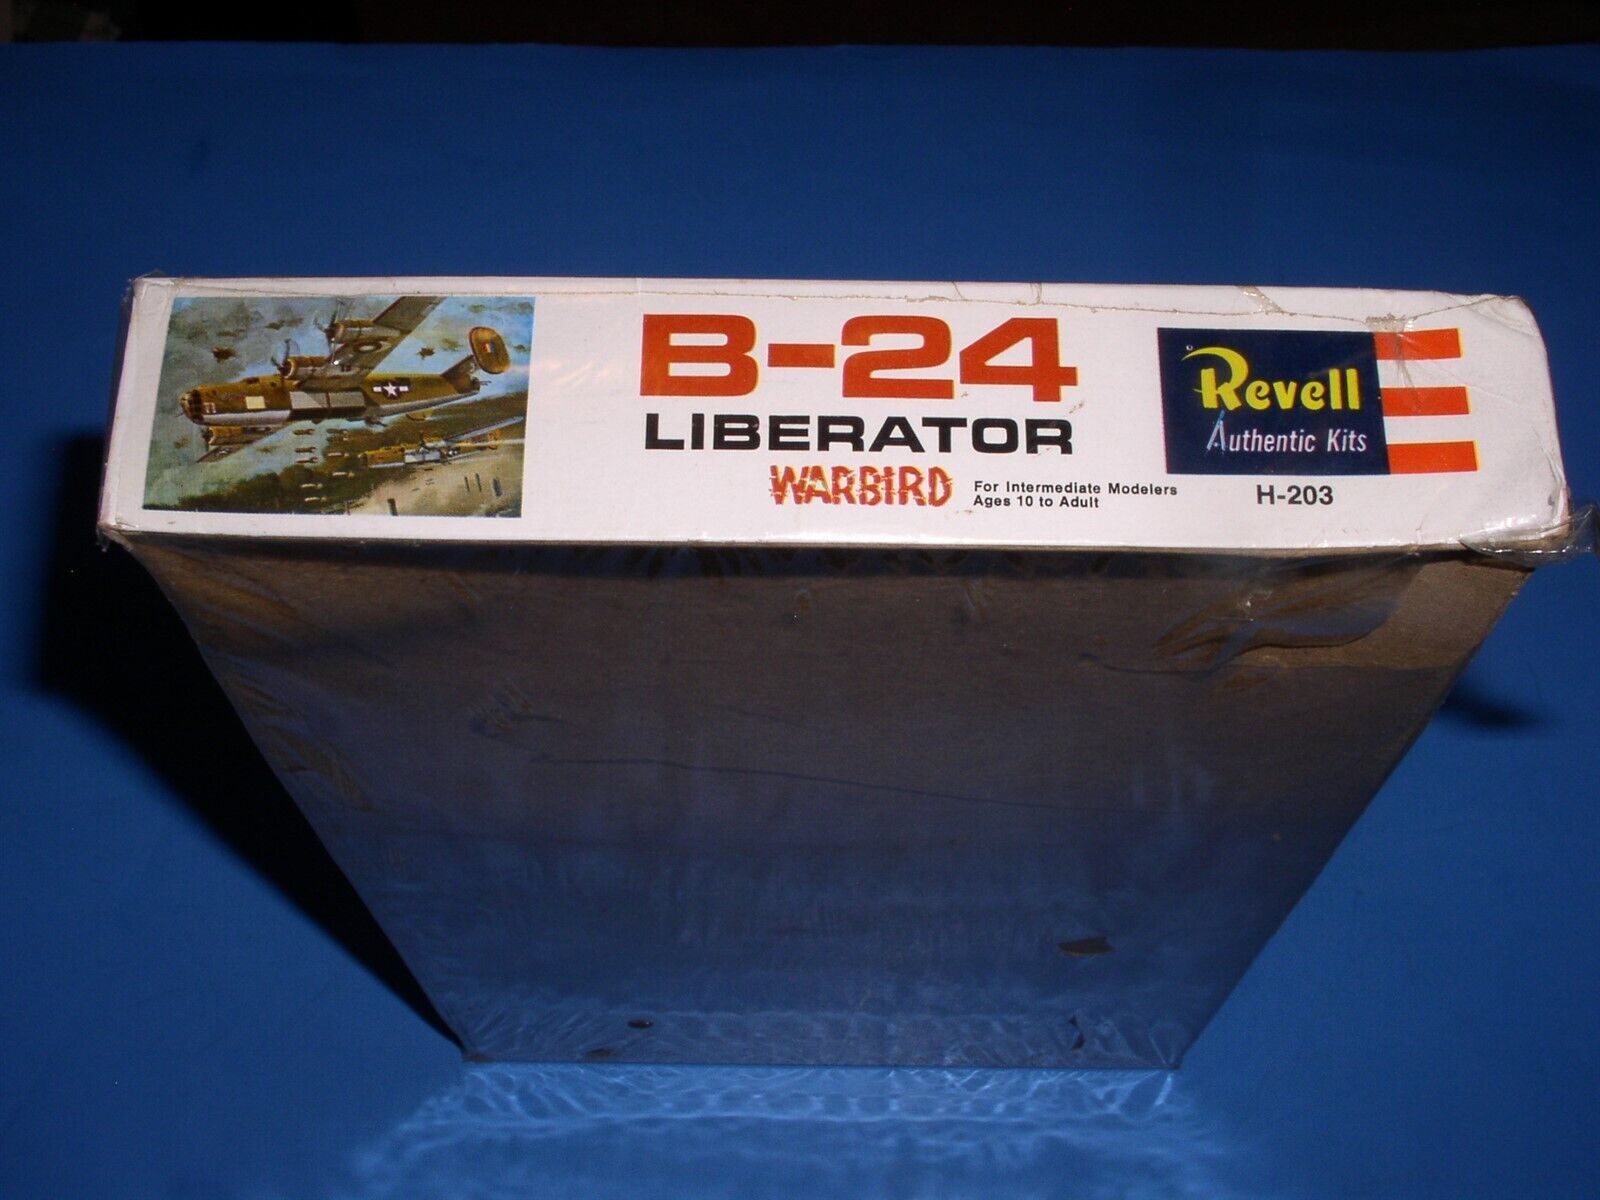 B-24
LIBERATOR
WARBIRD
For Intermediate Modelers
Ages 10 to Adult
Revell
Authentic Kits
H-203